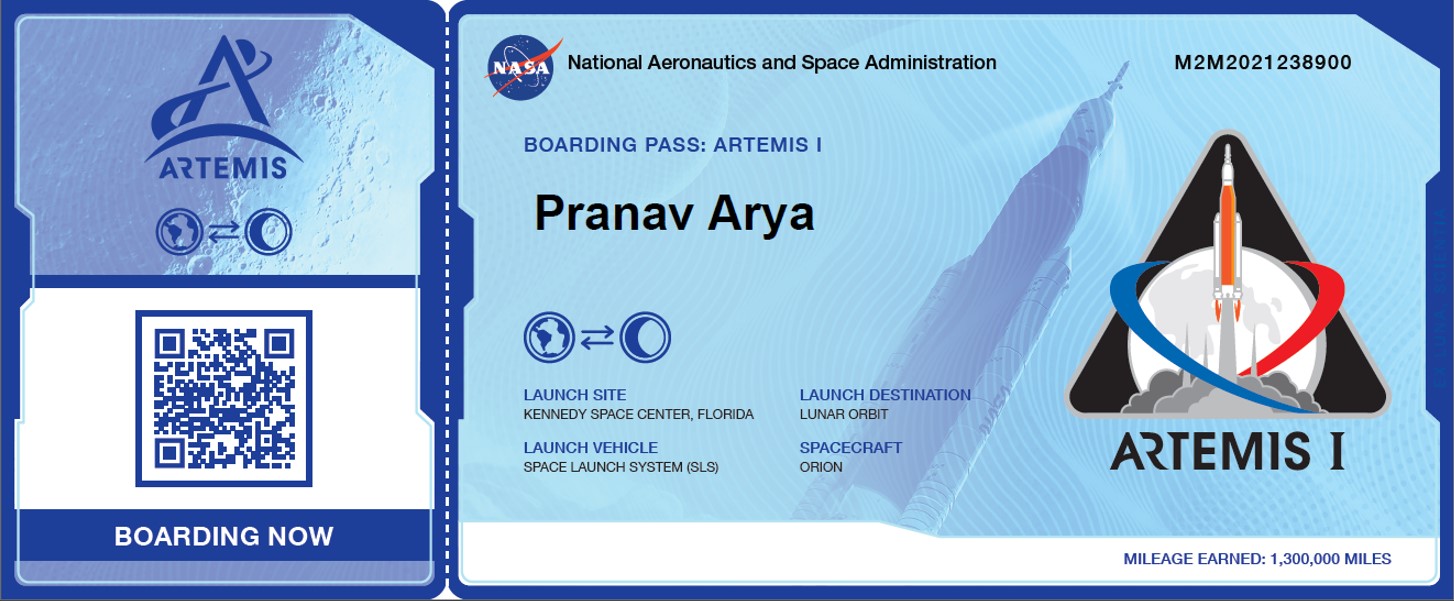 ARTEMIS
BOARDING NOW
NASA
National Aeronautics and Space Administration
M2M2021238900
BOARDING PASS: ARTEMIS I
Pranav Arya
LAUNCH SITE
KENNEDY SPACE CENTER, FLORIDA
LAUNCH DESTINATION
LUNAR ORBIT
LAUNCH VEHICLE
SPACE LAUNCH SYSTEM (SLS)
SPACECRAFT
ORION
ARTEMIS I
MILEAGE EARNED: 1,300,000 MILES